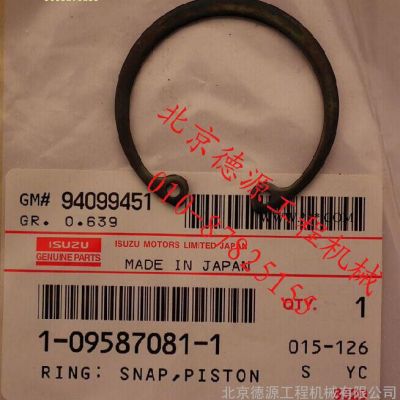 GM# 94099451
GR. 0.639
ISUZU
GENUINE PARTS
ISUZU MOTORS LIMITED JAPAN
MADE IN JAPAN
QTY. 1
1-09587081-1
015-126
RING: SNAP,PISTON
S YC
北京德源工程机械
010-67825153
北京德源工程机械有限公司